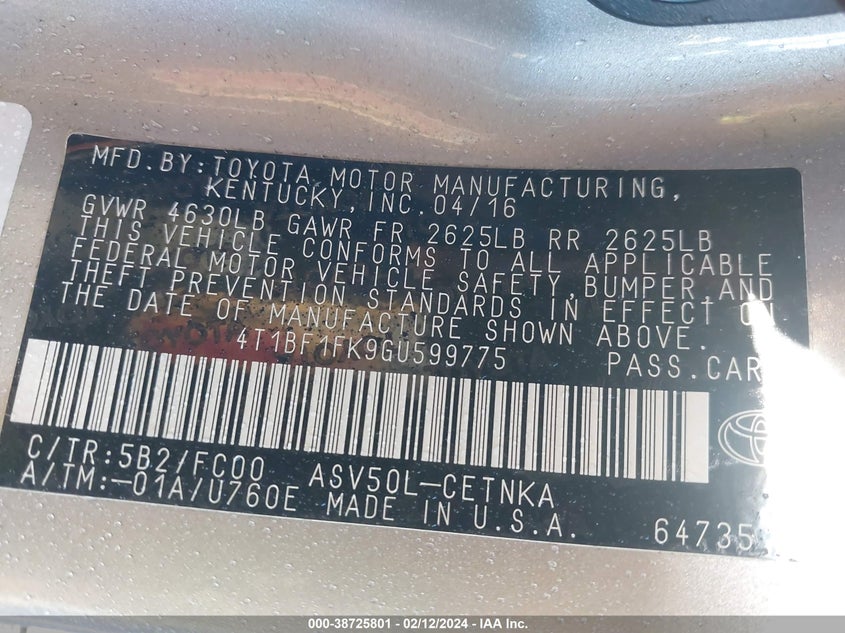 MFD.BY:TOYOTA MOTOR MANUFACTURING,
KENTUCKY,INC.04/16
GVWR 4630LB GAWR FR 2625LB RR 2625LB
THIS VEHICLE CONFORMS TO ALL APPLICABLE
FEDERAL MOTOR VEHICLE SAFETY,BUMPER,AND
THEFT PREVENTION STANDARDS IN EFFECT ON
THE DATE OF MANUFACTURE SHOWN ABOVE.
4T1BF1FK9GU599775 PASS.CAR
C/TR:5B2/FC00 ASV50L-CETNKA
A/TM:-01A/U760E MADE IN U.S.A. 64735
000-38725801 - 02/12/2024 - IAA Inc.